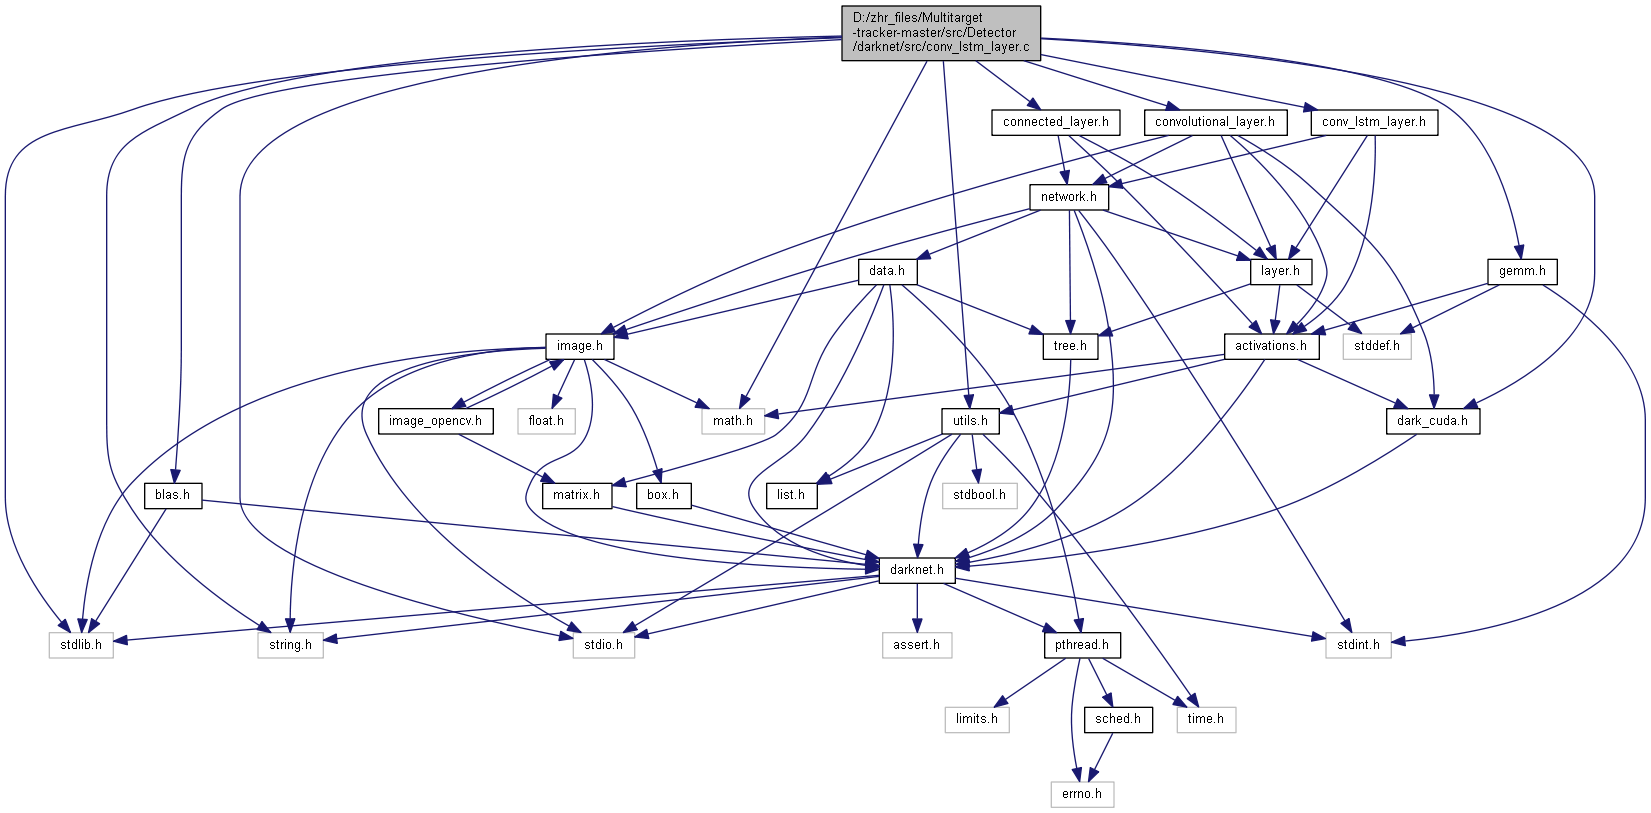 D:/zhr_files/Multitarget
-tracker-master/src/Detector
/darknet/src/conv_lstm_layer.c
connected_layer.h
convolutional_layer.h
conv_lstm_layer.h
network.h
data.h
layer.h
gemm.h
image.h
tree.h
activations.h
stddef.h
image_opencv.h
float.h
math.h
utils.h
dark_cuda.h
blas.h
matrix.h
box.h
list.h
stdbool.h
darknet.h
stdlib.h
string.h
stdio.h
assert.h
pthread.h
stdint.h
limits.h
sched.h
time.h
errno.h